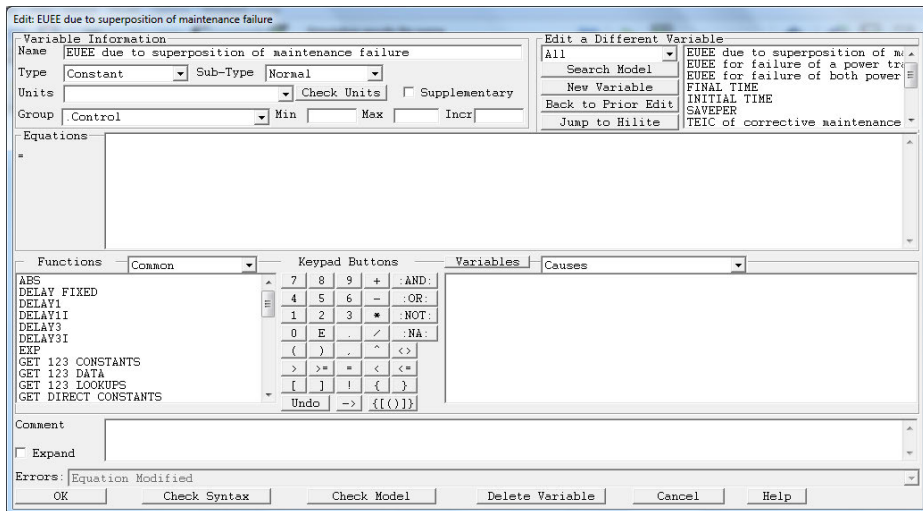 Edit: EUEE due to superposition of maintenance failure
Variable Information
Name EUEE due to superposition of maintenance failure
Type Constant Sub-Type Normal
Units Check Units Supplementary
Group .Control Min Max Incr
Edit a Different Variable
All
Search Model
New Variable
Back to Prior Edit
Jump to Hilite
EUEE due to superposition of ma
EUEE for failure of a power tra
EUEE for failure of both power
FINAL TIME
INITIAL TIME
SAVEPER
TEIC of corrective maintenance
Equations
=
Functions Common
ABS
DELAY FIXED
DELAY1
DELAY1I
DELAY3
DELAY3I
EXP
GET 123 CONSTANTS
GET 123 DATA
GET 123 LOOKUPS
GET DIRECT CONSTANTS
Keypad Buttons
7 8 9 + :AND:
4 5 6 - :OR:
1 2 3 * :NOT:
0 E . / :NA:
( ) , ^ <>
> >= = < <=
[ ] ! { }
Undo -> {[()]}
Variables Causes
Comment
Expand
Errors: Equation Modified
OK Check Syntax Check Model Delete Variable Cancel Help